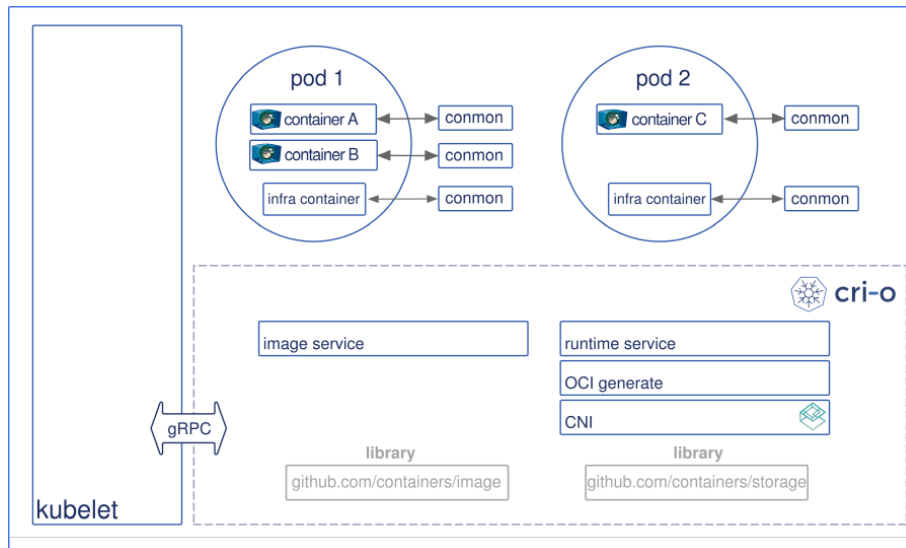 pod 1
container A
conmon
container B
conmon
infra container
conmon
pod 2
container C
conmon
infra container
conmon
cri-o
image service
runtime service
OCI generate
CNI
gRPC
library
github.com/containers/image
library
github.com/containers/storage
kubelet